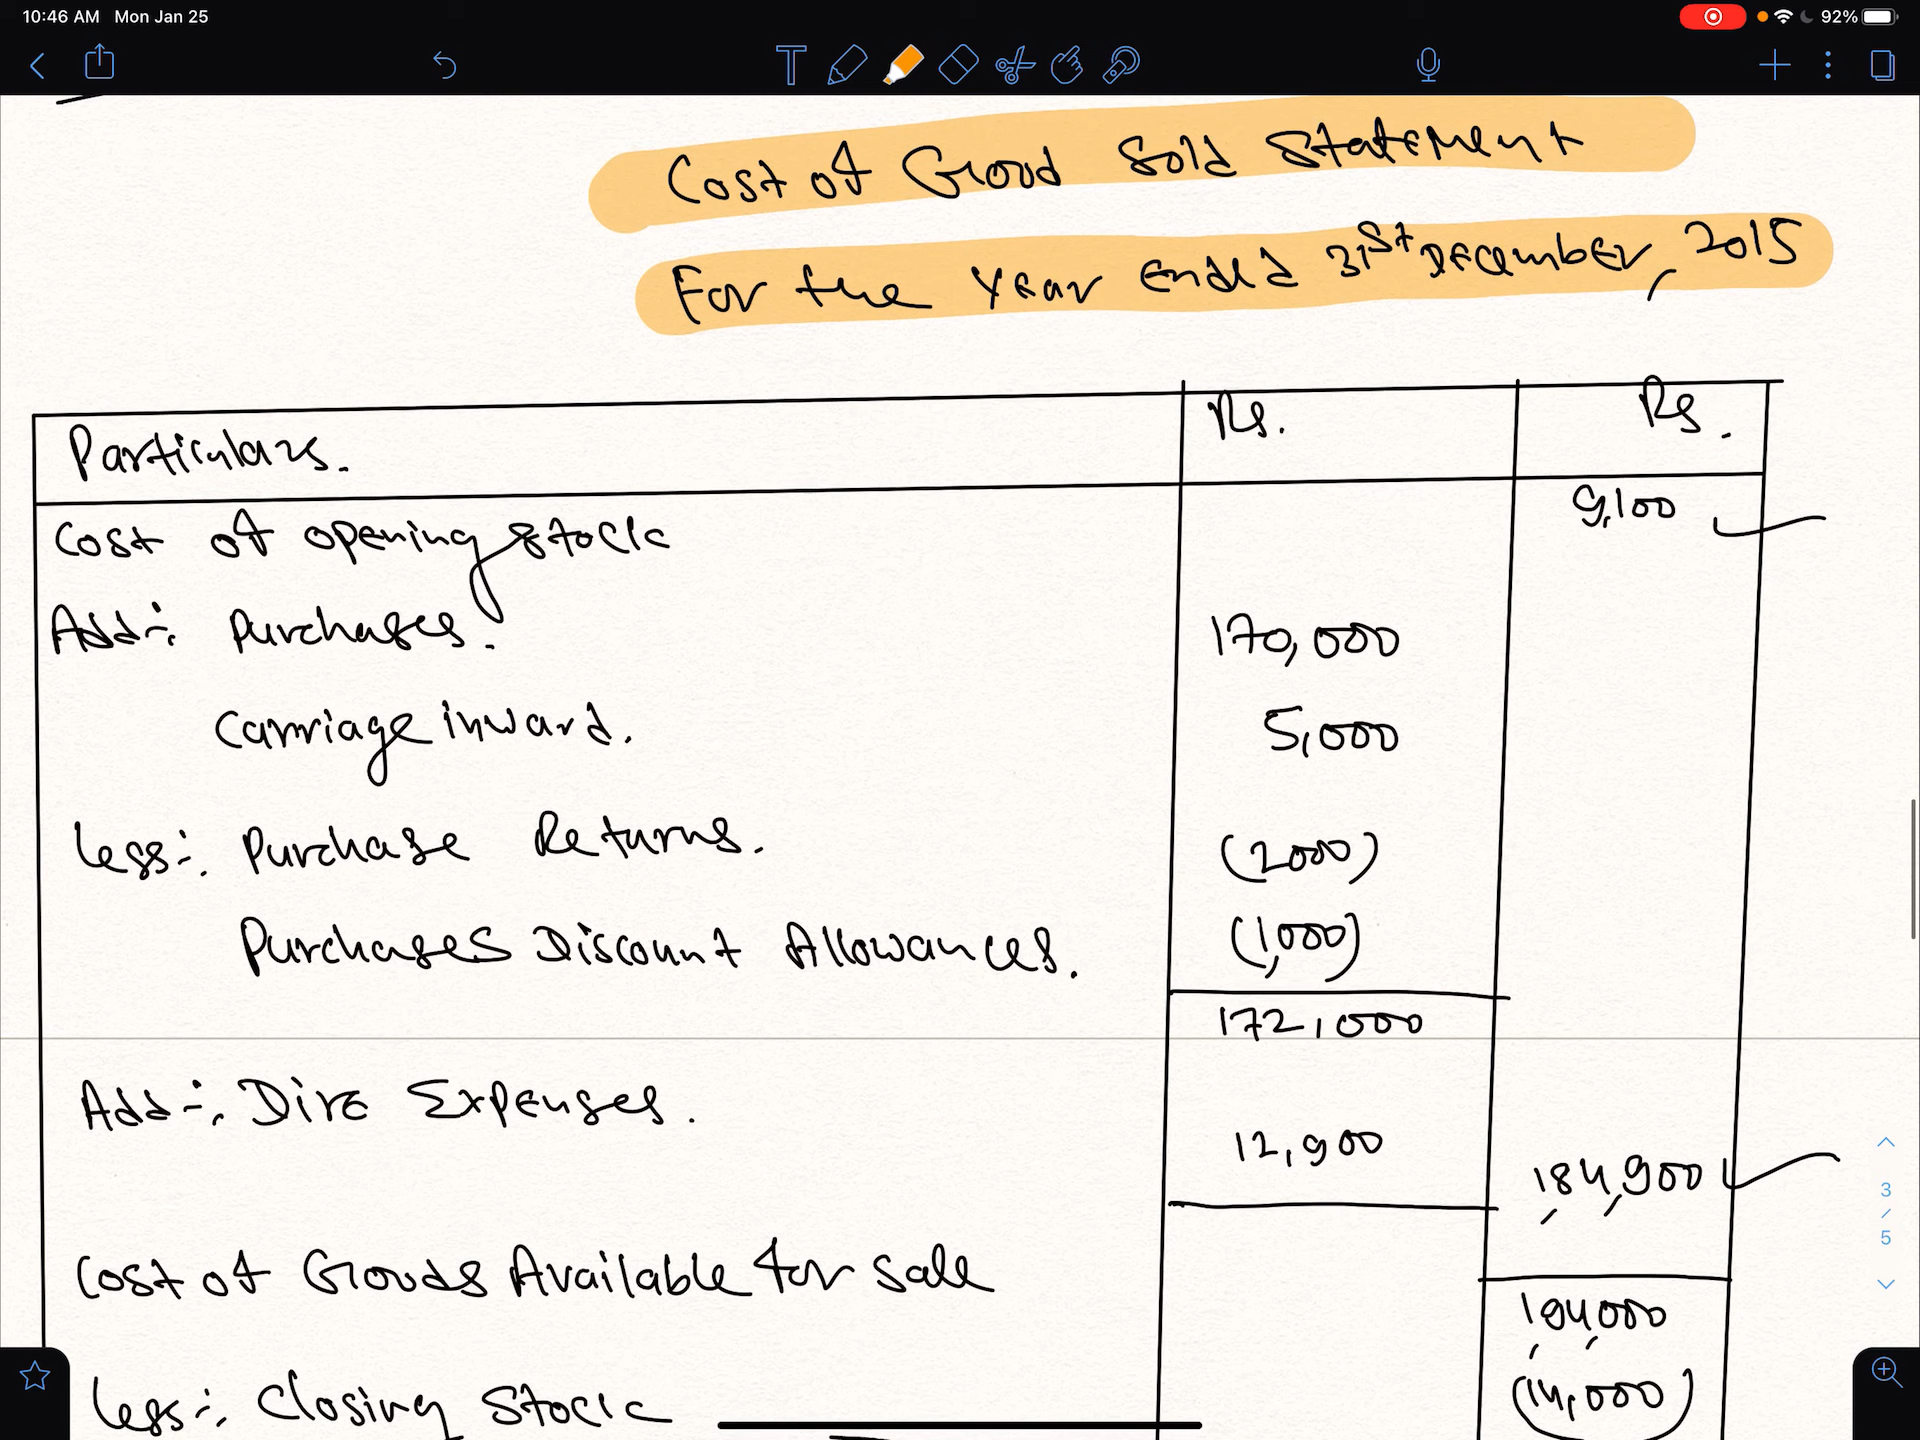 10:46 AM Mon Jan 25
92%
Cost of Good Sold Statement
For the Year Ended 31st December, 2015
Particulars. Rs. Rs.
Cost of opening stock 9,100
Add:- Purchases. 170,000
Carriage inward. 5,000
Less:- Purchase Returns. (2000)
Purchases Discount Allowances. (1,000)
172,000
Add:- Dire Expenses. 12,900 184,900
3
/
5
Cost of Goods Available for sale 194,000
Less:- Closing Stock (14,000)